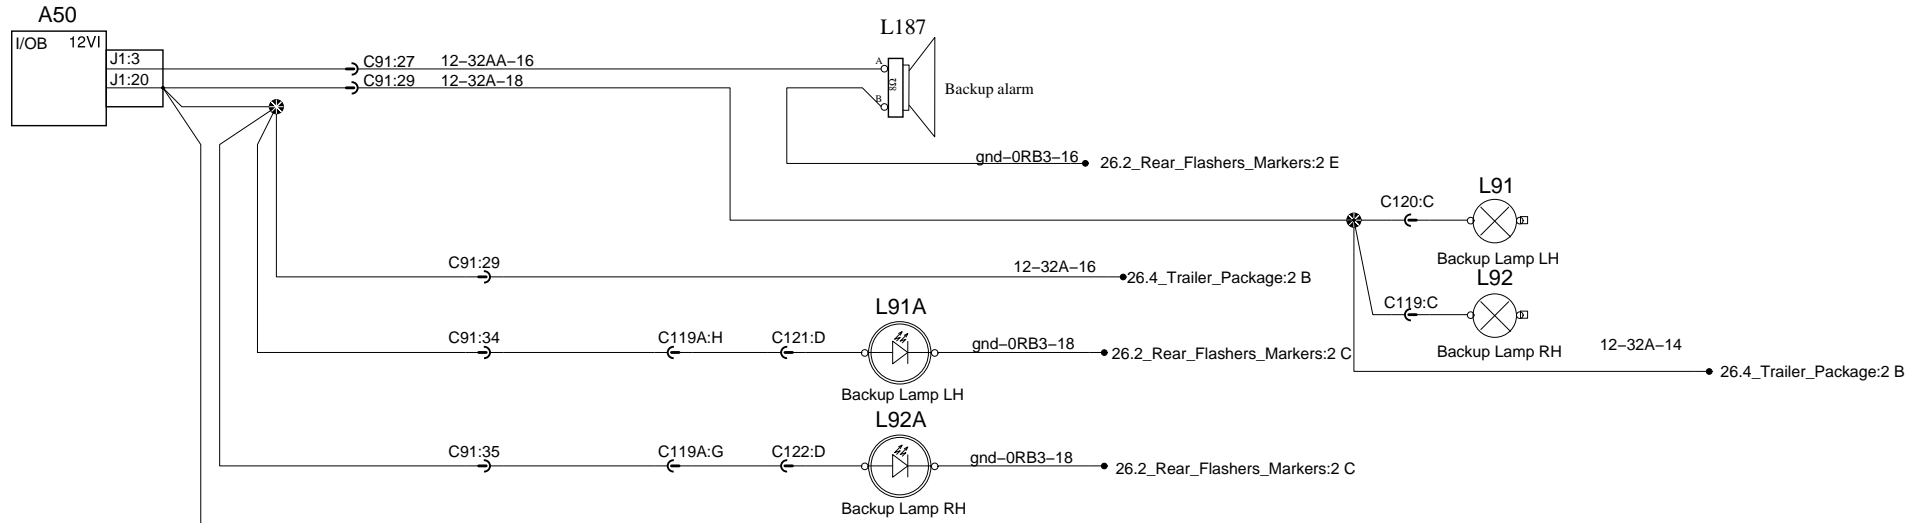 A50
L187
I/OB 12VI
J1:3
C91:27 12−32AA−16
A
J1:20
C91:29 12−32A−18
8Ω
Backup alarm
B
gnd−0RB3−16
26.2_Rear_Flashers_Markers:2 E
L91
C120:C
Backup Lamp LH
C91:29
12−32A−16
26.4_Trailer_Package:2 B
L92
C119:C
Backup Lamp RH
L91A
C91:34
C119A:H
C121:D
gnd−0RB3−18
26.2_Rear_Flashers_Markers:2 C
12−32A−14
26.4_Trailer_Package:2 B
Backup Lamp LH
L92A
C91:35
C119A:G
C122:D
gnd−0RB3−18
26.2_Rear_Flashers_Markers:2 C
Backup Lamp RH